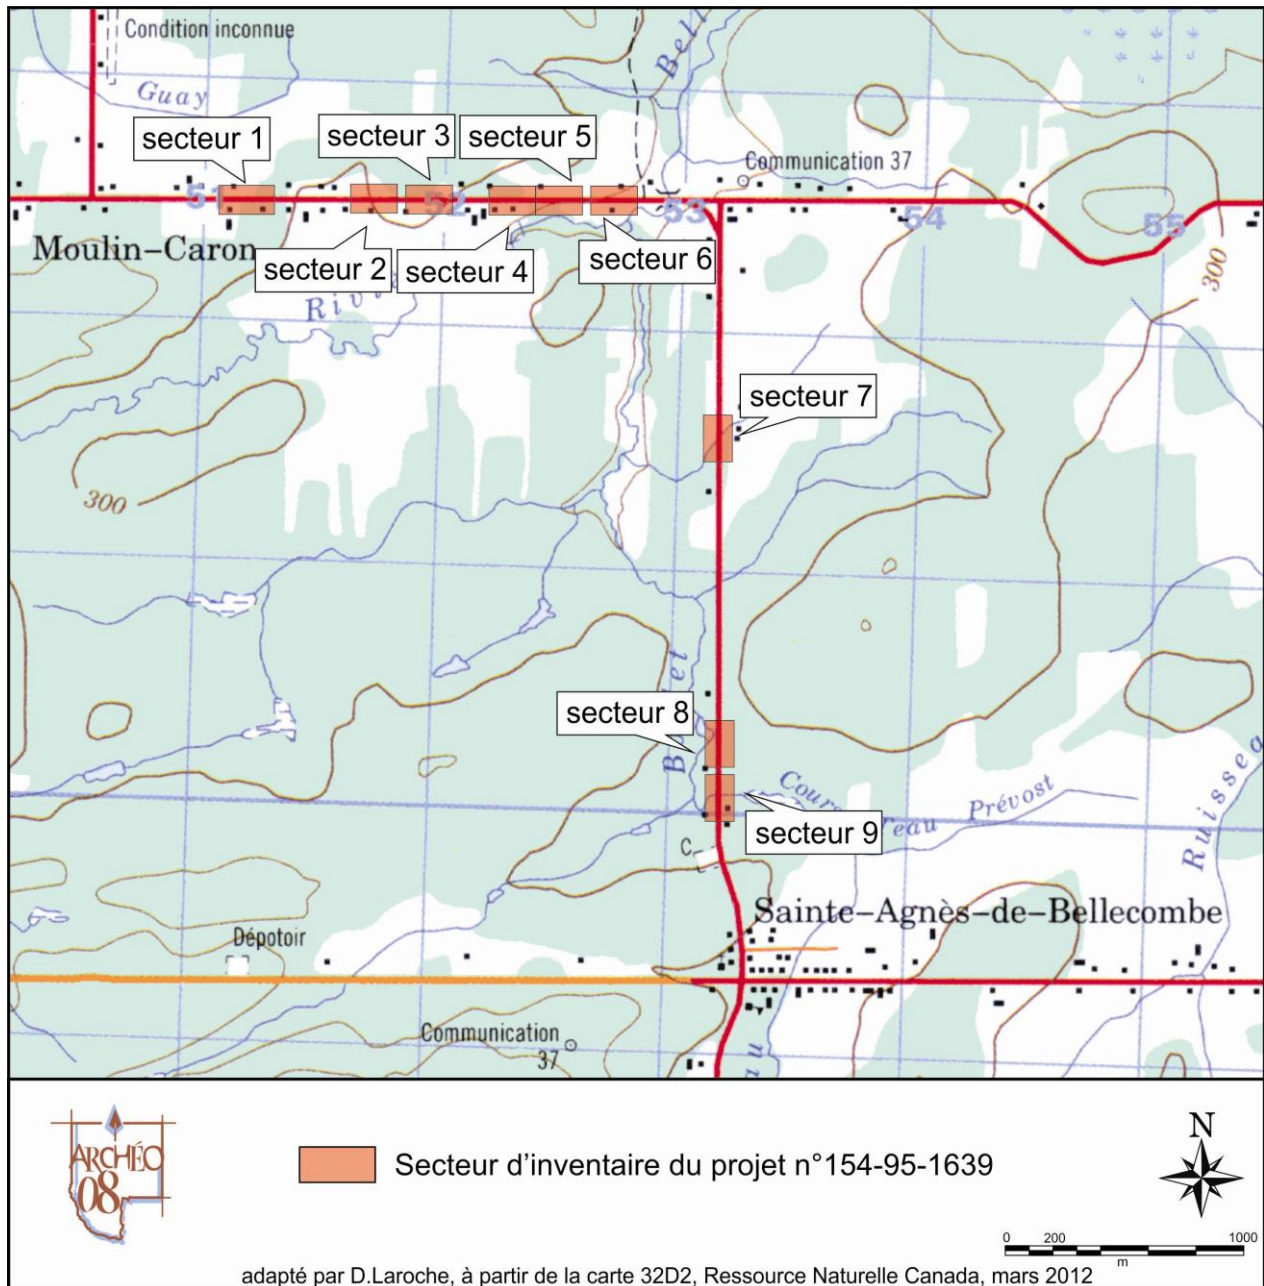 Condition inconnue
Guay
Bel
secteur 1
secteur 3
secteur 5
Communication 37
51
52
53
54
55
Moulin-Caron
secteur 2
secteur 4
secteur 6
300
Riv
secteur 7
300
secteur 8
secteur 9
Prévost
Ruissea
C
Sainte-Agnès-de-Bellecombe
Dépotoir
Communication
37
ARCHÉO
08
Secteur d'inventaire du projet n°154-95-1639
N
0 200 1000
m
adapté par D.Laroche, à partir de la carte 32D2, Ressource Naturelle Canada, mars 2012